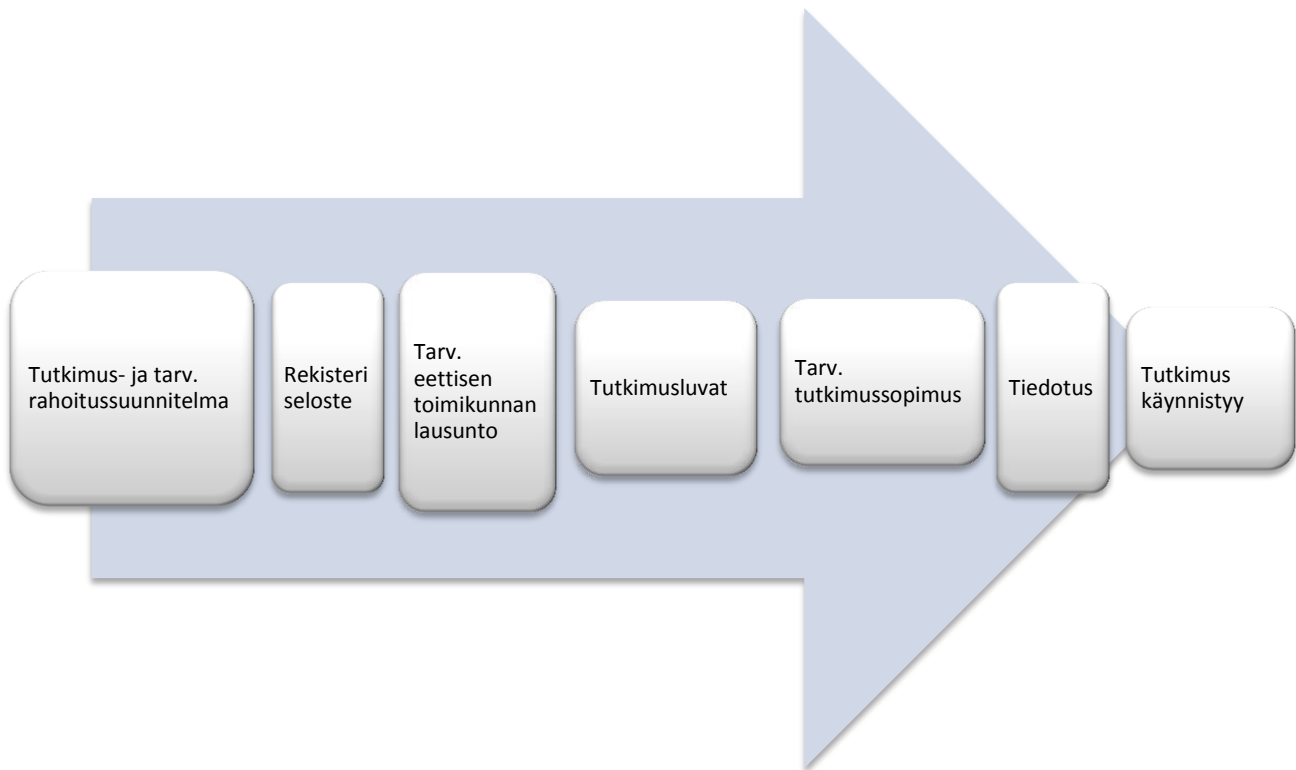 Tutkimus- ja tarv.
rahoitussuunnitelma
Rekisteri
seloste
Tarv.
eettisen
toimikunnan
lausunto
Tutkimusluvat
Tarv.
tutkimussopimus
Tiedotus
Tutkimus
käynnistyy